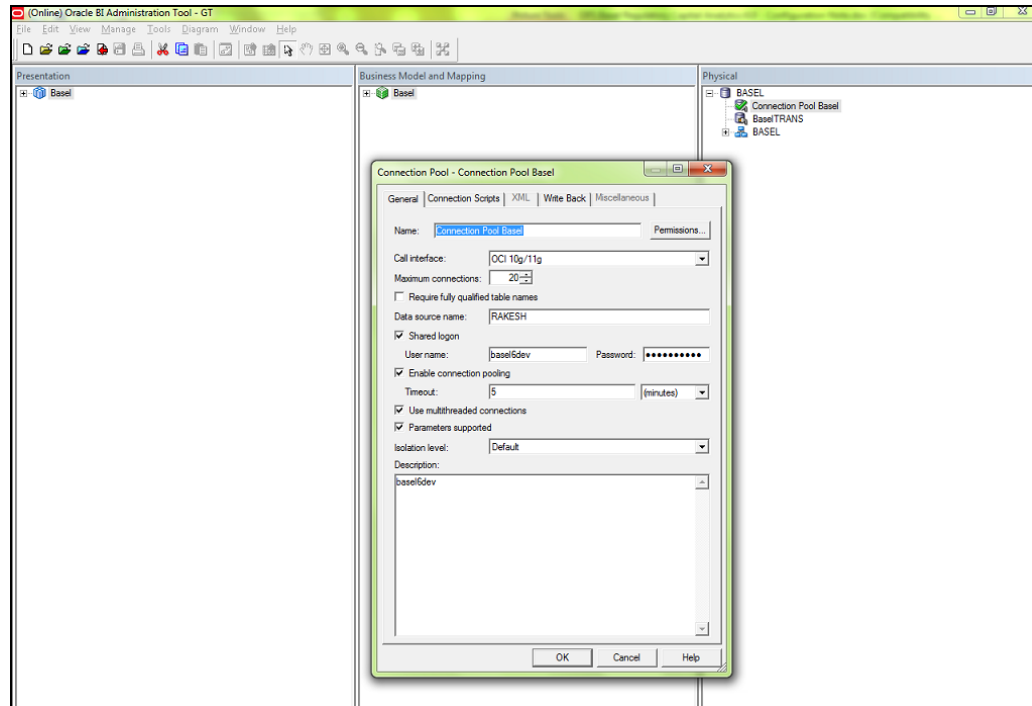 (Online) Oracle BI Administration Tool - GT
File Edit View Manage Tools Diagram Window Help
Presentation
Basel
Business Model and Mapping
Basel
Physical
BASEL
Connection Pool Basel
BaselTRANS
BASEL
Connection Pool - Connection Pool Basel
General Connection Scripts XML Write Back Miscellaneous
Name: Connection Pool Basel Permissions...
Call interface: OCI 10g/11g
Maximum connections: 20
Require fully qualified table names
Data source name: RAKESH
Shared logon
User name: basel6dev Password: ●●●●●●●●●●
Enable connection pooling
Timeout: 5 (minutes)
Use multithreaded connections
Parameters supported
Isolation level: Default
Description:
basel6dev
OK Cancel Help